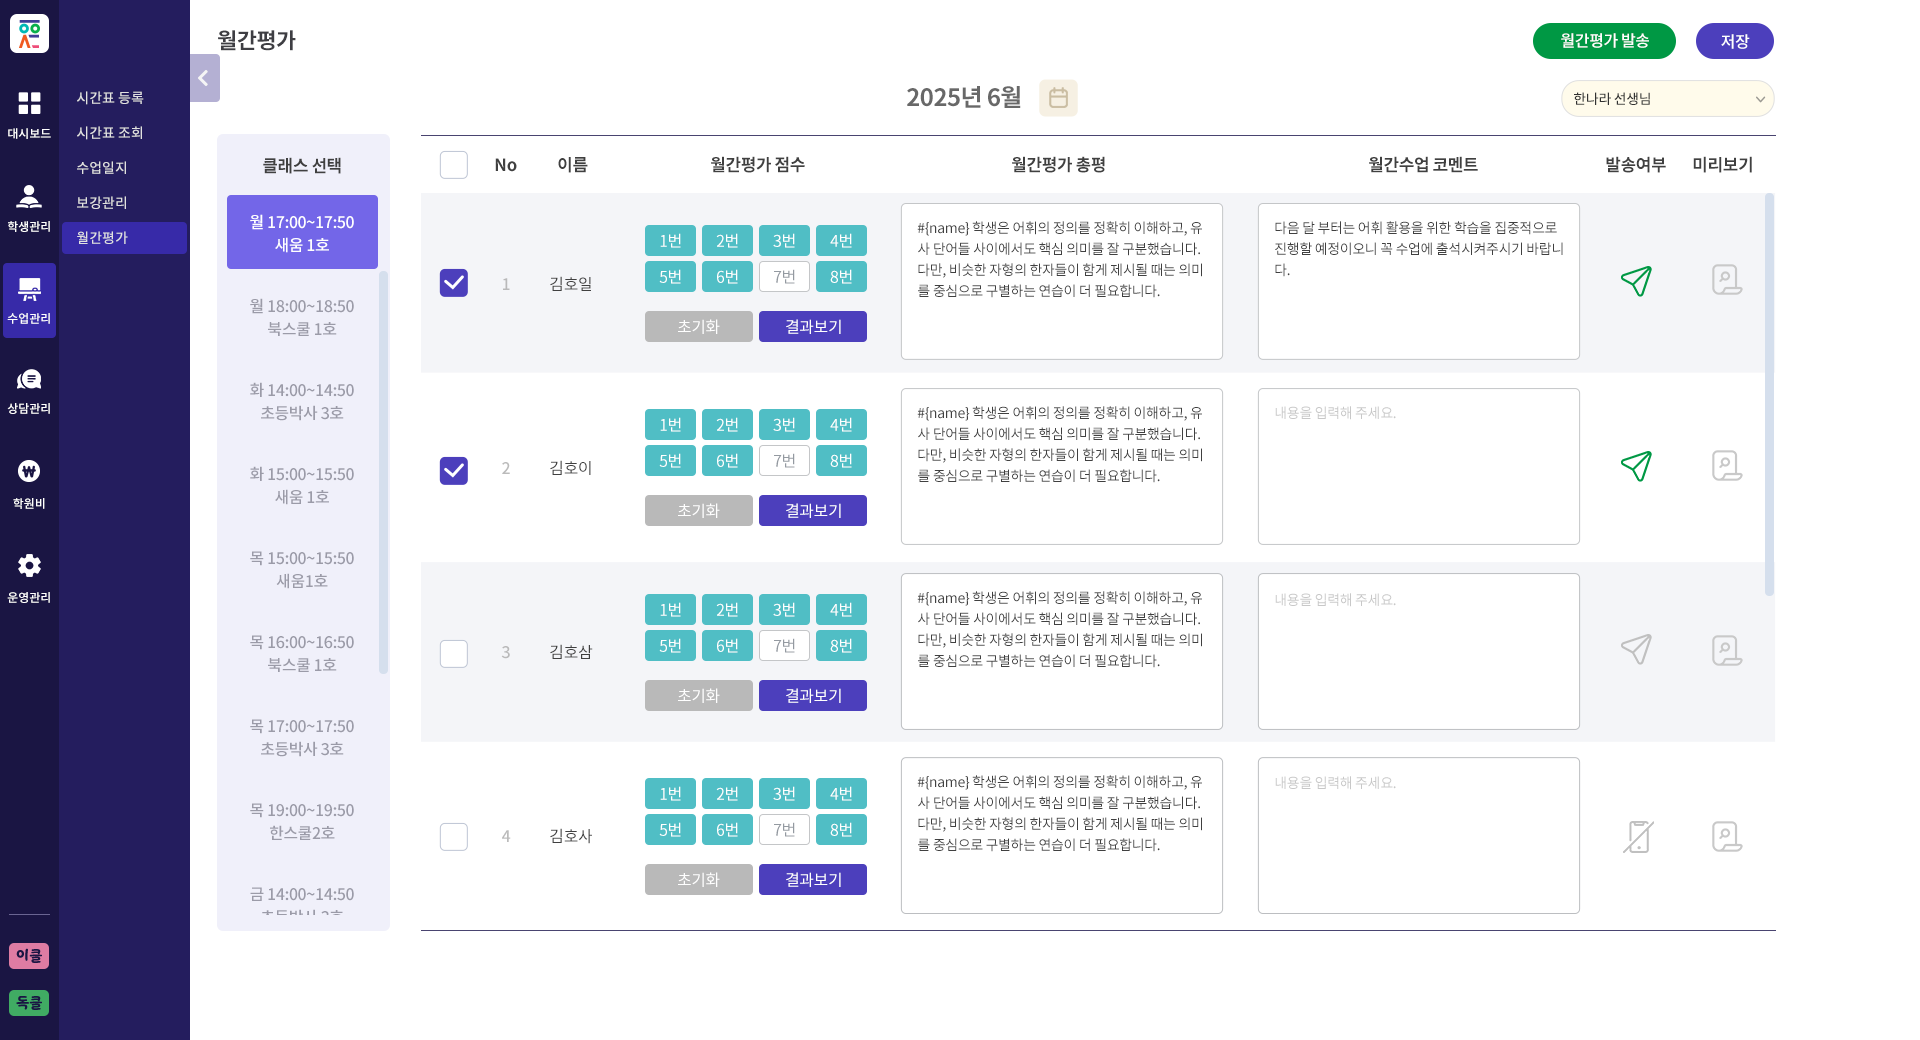 월간평가
월간평가 발송
저장
2025년 6월
한나라 선생님
대시보드
학생관리
수업관리
상담관리
학원비
운영관리
이클
독클
시간표 등록
시간표 조회
수업일지
보강관리
월간평가
클래스 선택
월 17:00~17:50
새움 1호
월 18:00~18:50
북스쿨 1호
화 14:00~14:50
초등박사 3호
화 15:00~15:50
새움 1호
목 15:00~15:50
새움1호
목 16:00~16:50
북스쿨 1호
목 17:00~17:50
초등박사 3호
목 19:00~19:50
한스쿨2호
금 14:00~14:50
No 이름 월간평가 점수 월간평가 총평 월간수업 코멘트 발송여부 미리보기
1 김호일
1번 2번 3번 4번
5번 6번 7번 8번
초기화 결과보기
#{name} 학생은 어휘의 정의를 정확히 이해하고, 유
사 단어들 사이에서도 핵심 의미를 잘 구분했습니다.
다만, 비슷한 자형의 한자들이 함게 제시될 때는 의미
를 중심으로 구별하는 연습이 더 필요합니다.
다음 달 부터는 어휘 활용을 위한 학습을 집중적으로
진행할 예정이오니 꼭 수업에 출석시켜주시기 바랍니
다.
2 김호이
1번 2번 3번 4번
5번 6번 7번 8번
초기화 결과보기
#{name} 학생은 어휘의 정의를 정확히 이해하고, 유
사 단어들 사이에서도 핵심 의미를 잘 구분했습니다.
다만, 비슷한 자형의 한자들이 함게 제시될 때는 의미
를 중심으로 구별하는 연습이 더 필요합니다.
내용을 입력해 주세요.
3 김호삼
1번 2번 3번 4번
5번 6번 7번 8번
초기화 결과보기
#{name} 학생은 어휘의 정의를 정확히 이해하고, 유
사 단어들 사이에서도 핵심 의미를 잘 구분했습니다.
다만, 비슷한 자형의 한자들이 함게 제시될 때는 의미
를 중심으로 구별하는 연습이 더 필요합니다.
내용을 입력해 주세요.
4 김호사
1번 2번 3번 4번
5번 6번 7번 8번
초기화 결과보기
#{name} 학생은 어휘의 정의를 정확히 이해하고, 유
사 단어들 사이에서도 핵심 의미를 잘 구분했습니다.
다만, 비슷한 자형의 한자들이 함게 제시될 때는 의미
를 중심으로 구별하는 연습이 더 필요합니다.
내용을 입력해 주세요.